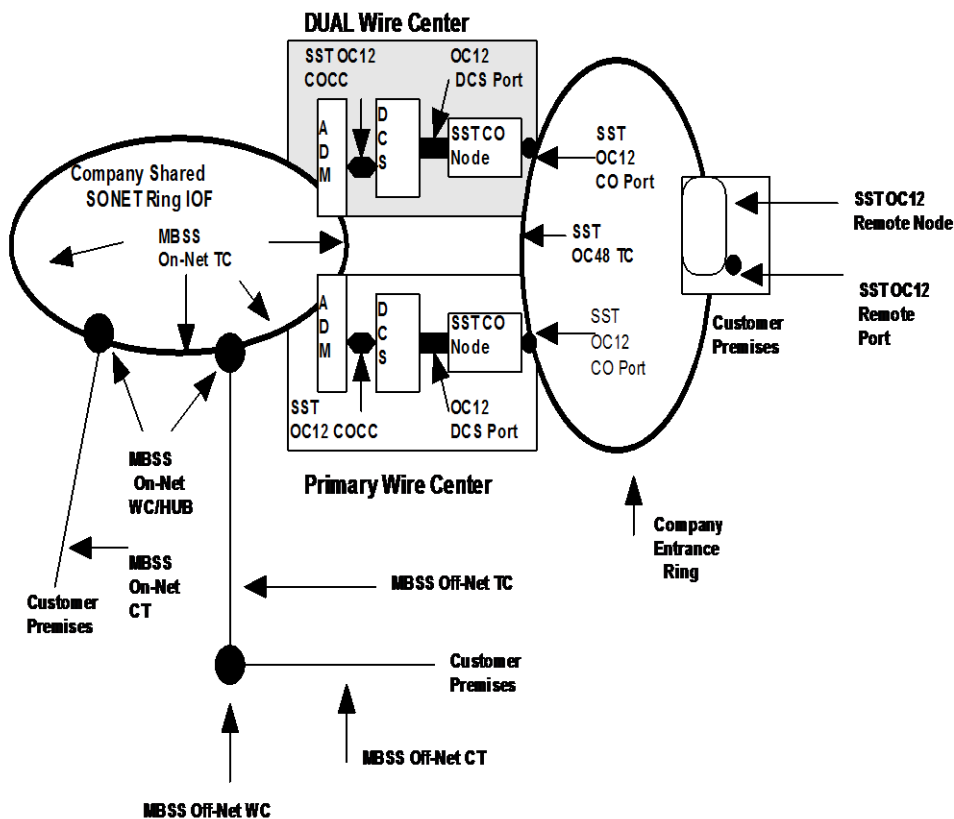 DUAL Wire Center
SST OC12
COCC
OC12
DCS Port
A
D
M
D
C
S
SSTCO
Node
SST
OC12
CO Port
Company Shared
SONET Ring IOF
MBSS
On-Net TC
SST
OC48 TC
SSTOC12
Remote Node
SSTOC12
Remote
Port
Customer
Premises
A
D
M
D
C
S
SSTCO
Node
SST
OC12
CO Port
SST
OC12 COCC
OC12
DCS Port
Primary Wire Center
MBSS
On-Net
WC/HUB
MBSS
On-Net
CT
Customer
Premises
Company
Entrance
Ring
MBSS Off-Net TC
Customer
Premises
MBSS Off-Net CT
MBSS Off-Net WC